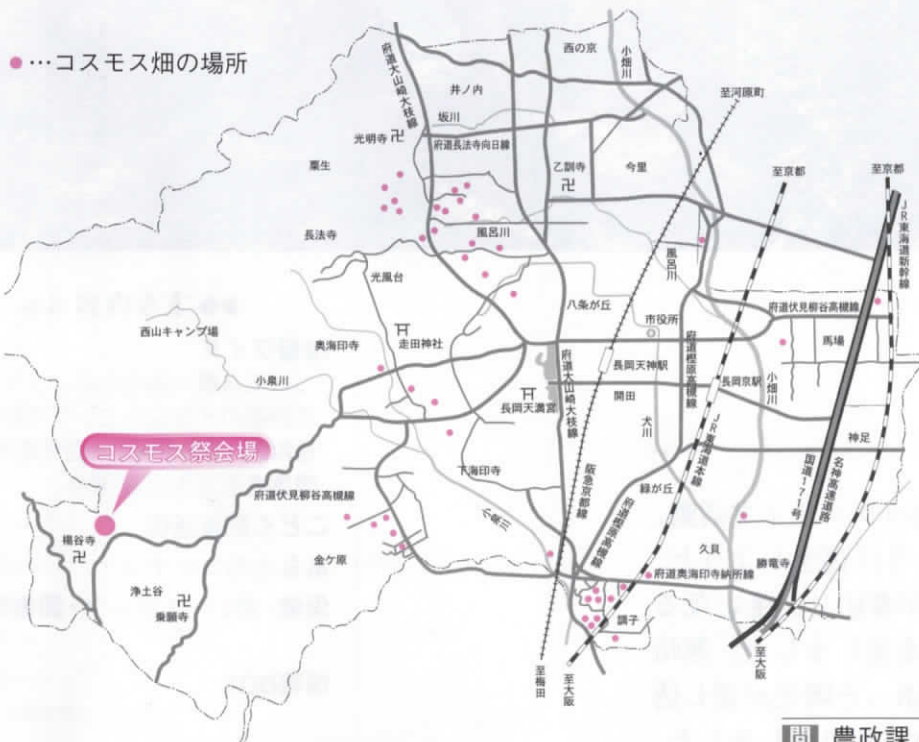 ●…コスモス畑の場所
西の京
小畑川
府道大山崎大枝線
井ノ内
坂川
至河原町
光明寺
府道長法寺向日線
粟生
乙訓寺
今里
至京都
至京都
JR東海道新幹線
長法寺
風呂川
風呂川
光風台
八条が丘
市役所
府道伏見柳谷高槻線
西山キャンプ場
奥海印寺
走田神社
馬場
小泉川
府道大山崎大枝線
長岡天神駅
府道樫原高槻線
長岡京駅
小畑川
長岡天満宮
開田
犬川
神足
コスモス祭会場
下海印寺
JR東海道本線
名神高速道路
府道伏見柳谷高槻線
阪急京都線
緑が丘
国道171号
小泉川
府道樫原高槻線
楊谷寺
金ケ原
久貝
勝竜寺
府道奥海印寺納所線
浄土谷
乗願寺
調子
至梅田
至大阪
至大阪
問 農政課